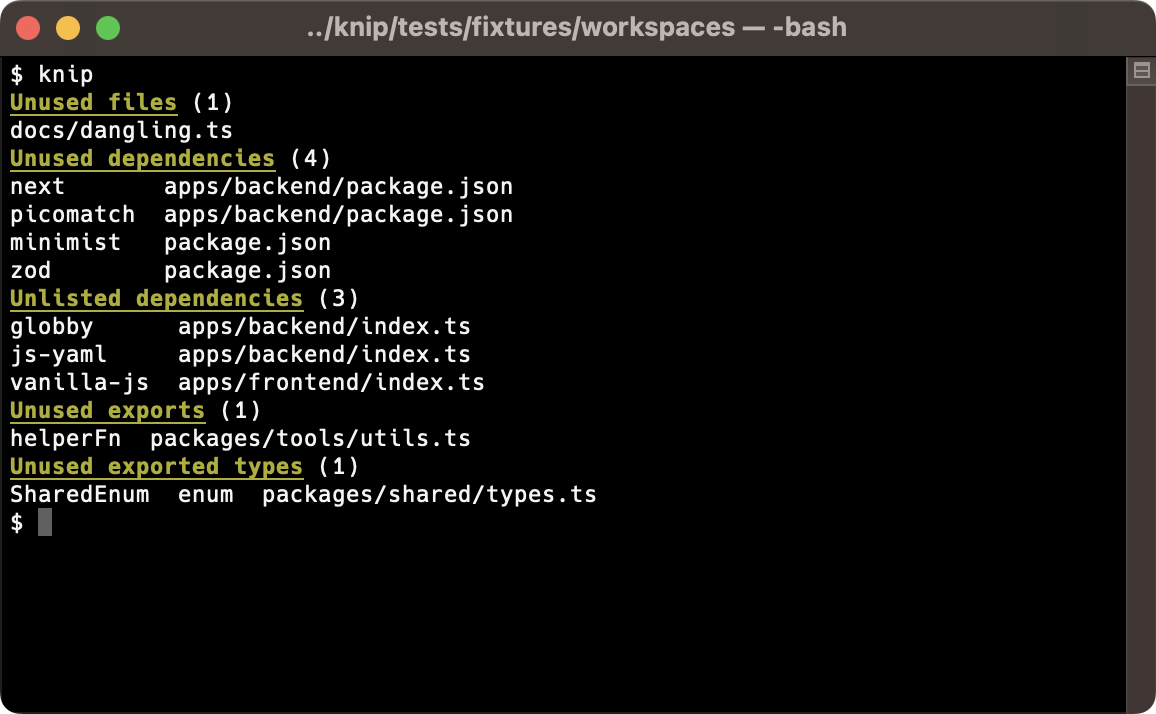 ../knip/tests/fixtures/workspaces — -bash
$ knip
Unused files (1)
docs/dangling.ts
Unused dependencies (4)
next       apps/backend/package.json
picomatch  apps/backend/package.json
minimist   package.json
zod        package.json
Unlisted dependencies (3)
globby      apps/backend/index.ts
js-yaml     apps/backend/index.ts
vanilla-js  apps/frontend/index.ts
Unused exports (1)
helperFn  packages/tools/utils.ts
Unused exported types (1)
SharedEnum  enum  packages/shared/types.ts
$